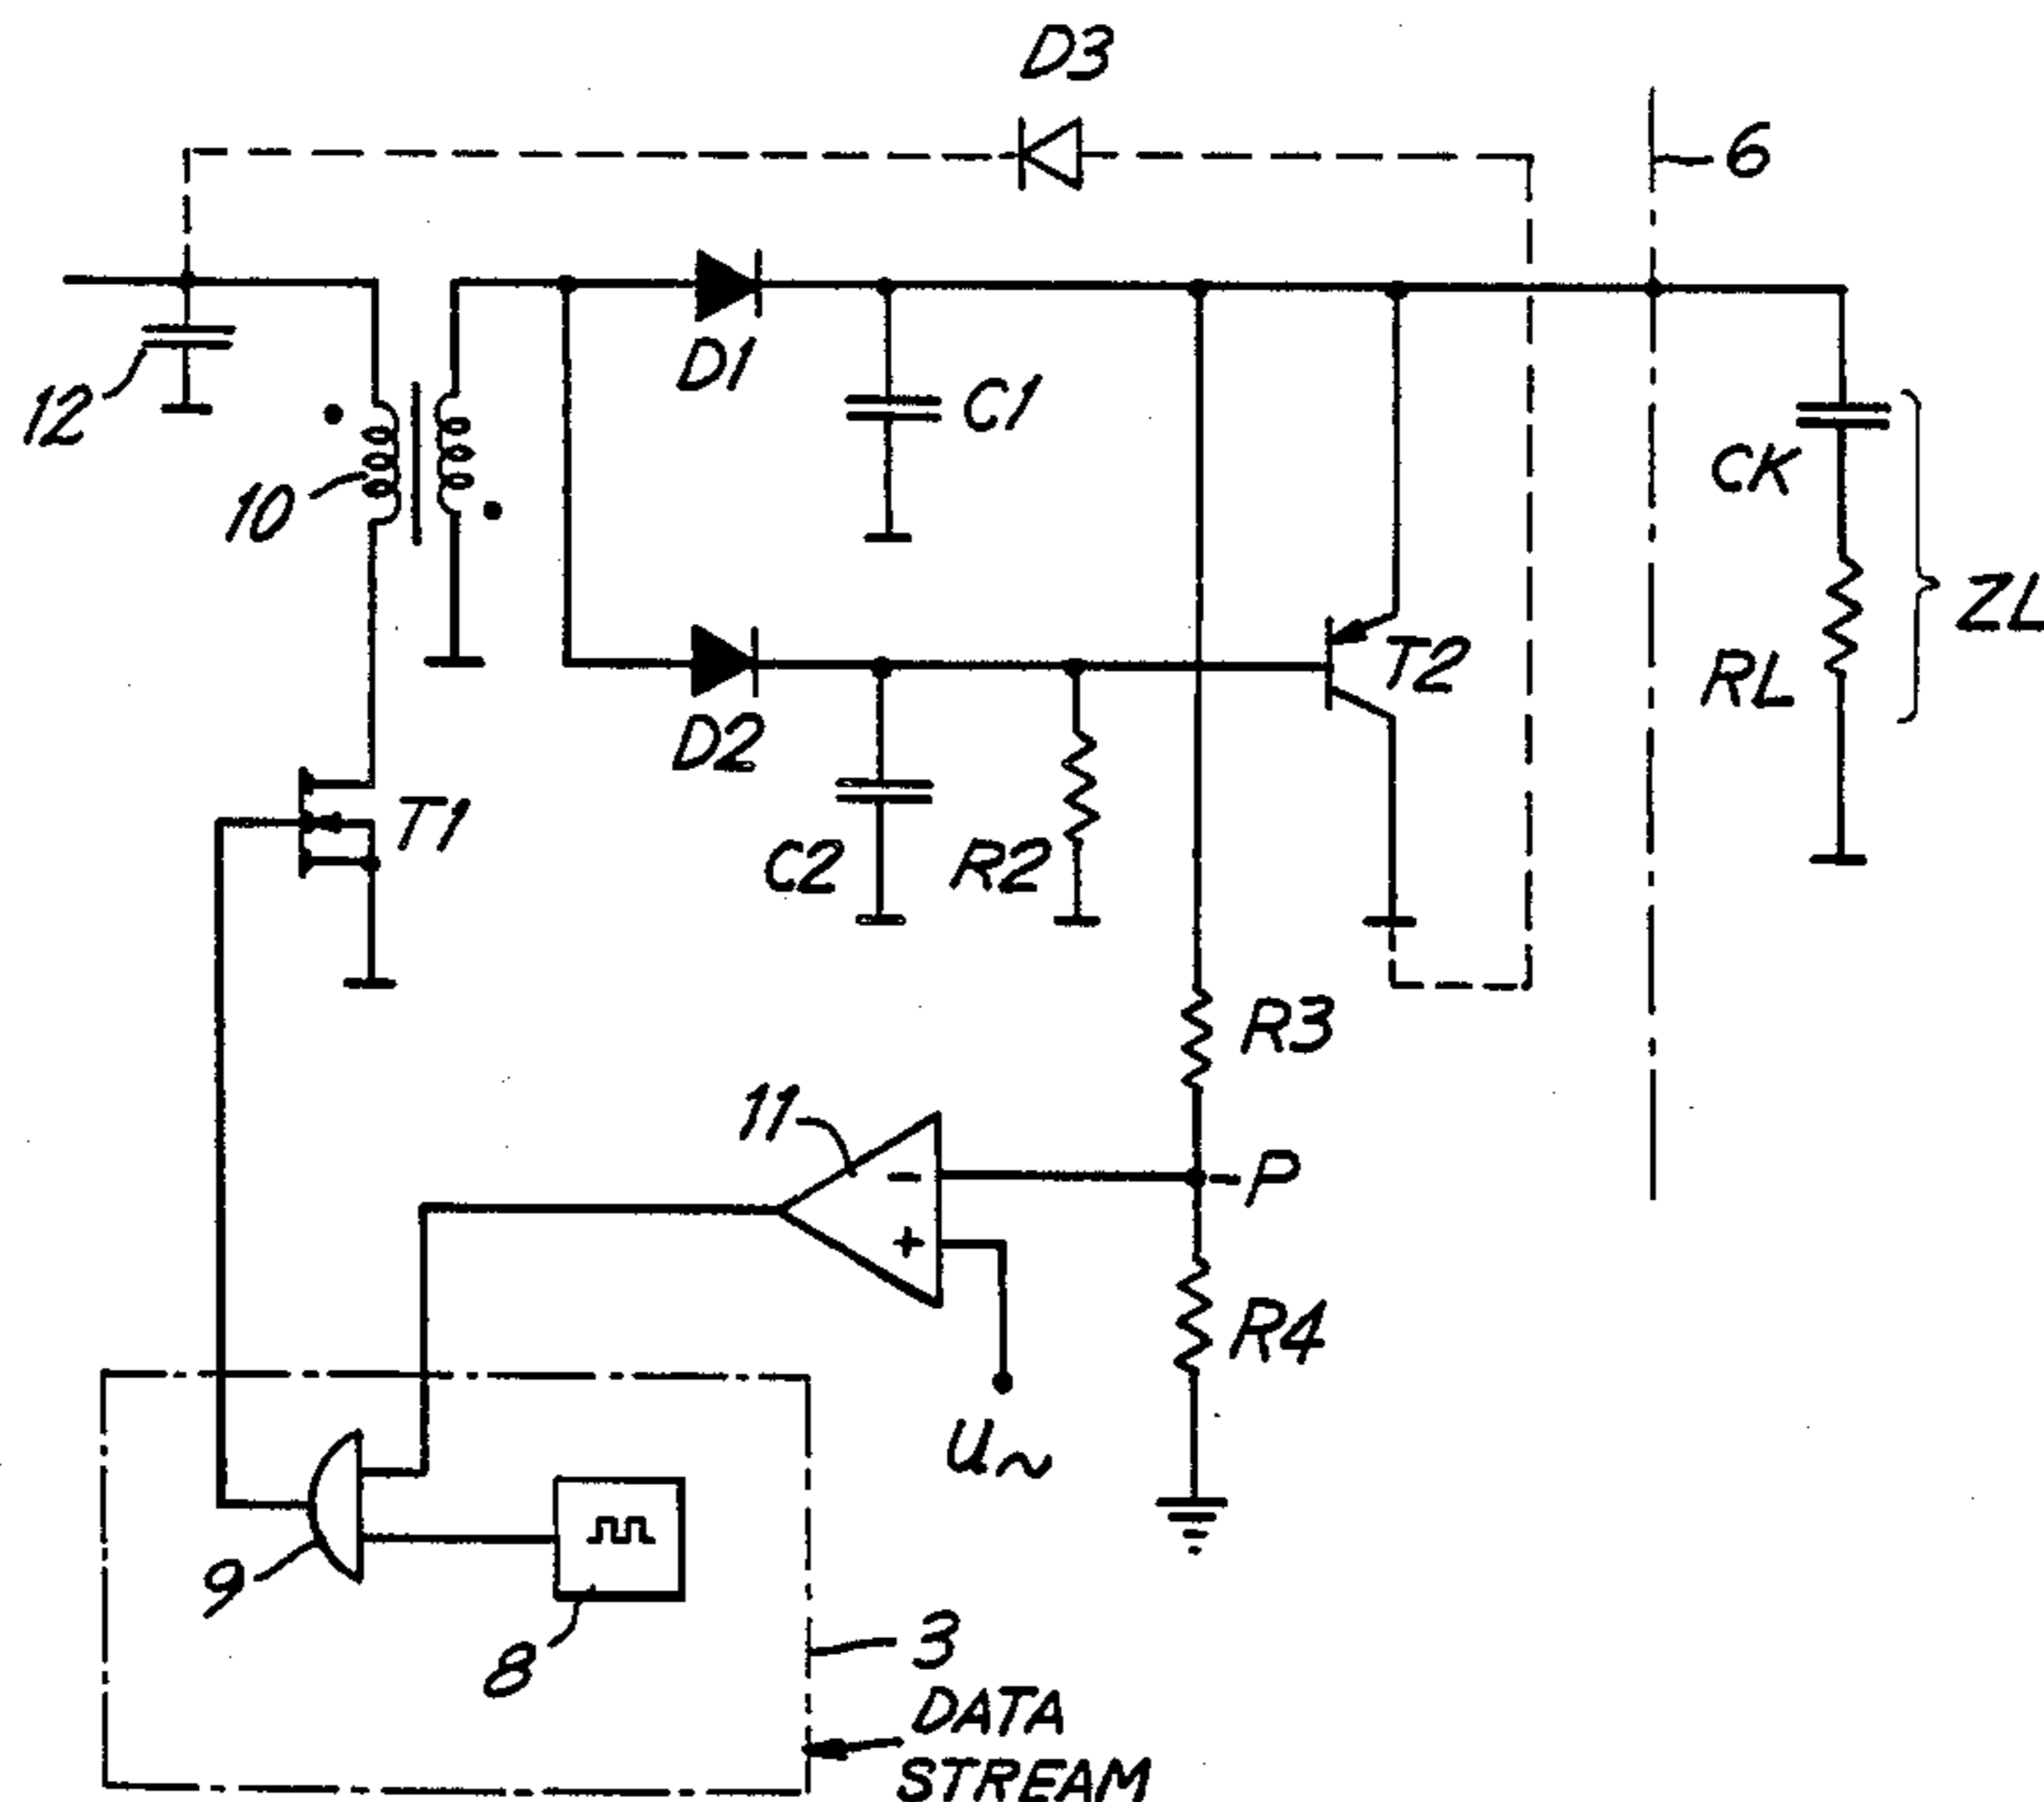 D3
6
12
D1
C1
10
CK
ZL
RL
T2
D2
T1
C2
R2
R3
11
-
P
+
R4
U~
9
8
3
DATA
STREAM